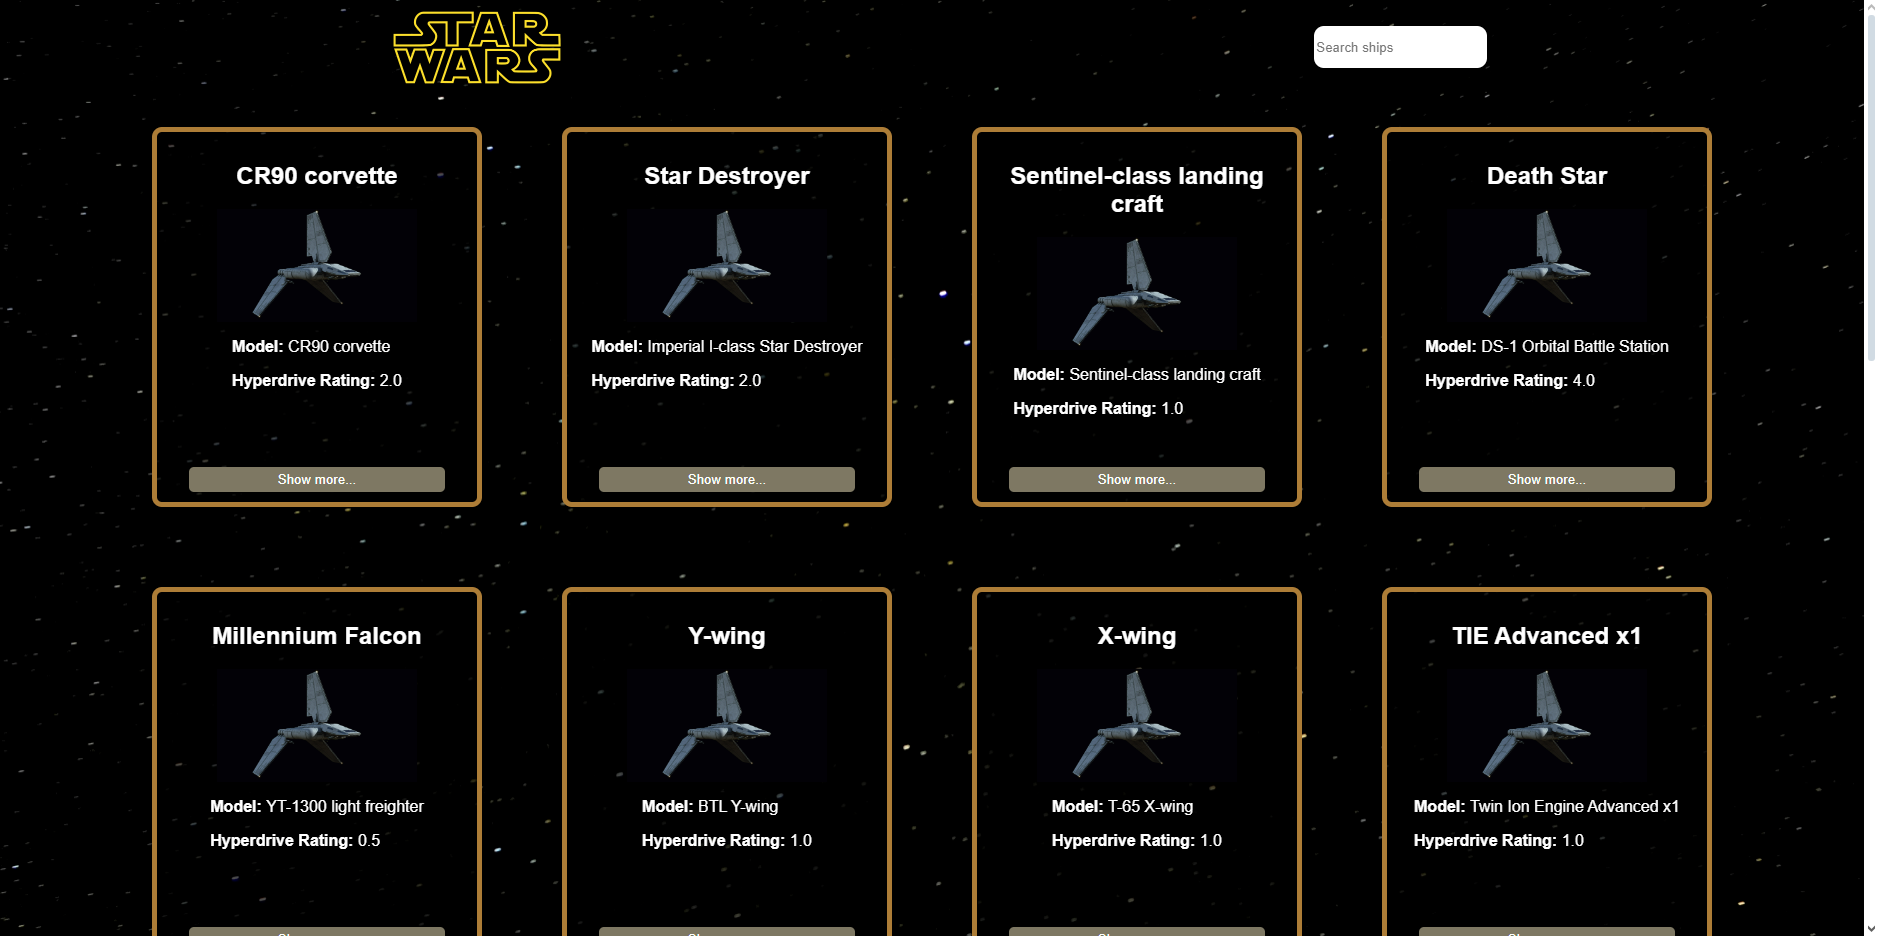 STAR
WARS
Search ships
CR90 corvette
Model: CR90 corvette
Hyperdrive Rating: 2.0
Show more...
Star Destroyer
Model: Imperial I-class Star Destroyer
Hyperdrive Rating: 2.0
Show more...
Sentinel-class landing
craft
Model: Sentinel-class landing craft
Hyperdrive Rating: 1.0
Show more...
Death Star
Model: DS-1 Orbital Battle Station
Hyperdrive Rating: 4.0
Show more...
Millennium Falcon
Model: YT-1300 light freighter
Hyperdrive Rating: 0.5
Y-wing
Model: BTL Y-wing
Hyperdrive Rating: 1.0
X-wing
Model: T-65 X-wing
Hyperdrive Rating: 1.0
TIE Advanced x1
Model: Twin Ion Engine Advanced x1
Hyperdrive Rating: 1.0